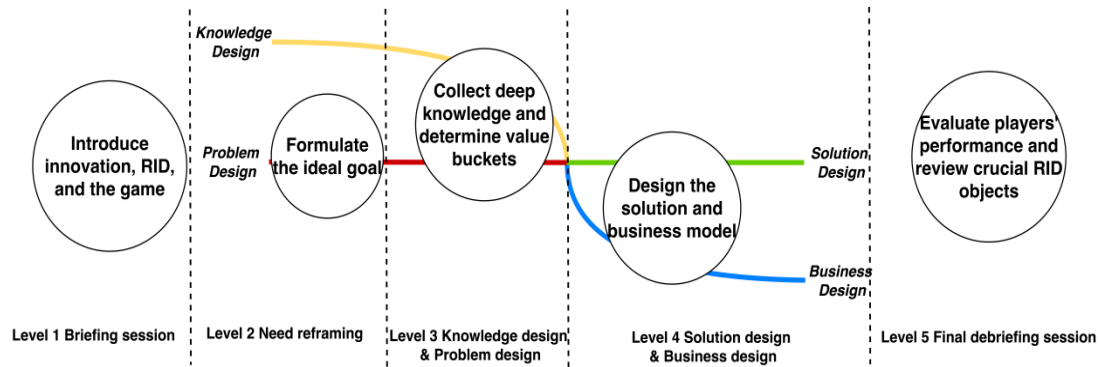 Knowledge
Design
Problem
Design
Introduce
innovation, RID,
and the game
Formulate
the ideal goal
Collect deep
knowledge and
determine value
buckets
Design the
solution and
business model
Solution
Design
Business
Design
Evaluate players'
performance and
review crucial RID
objects
Level 1 Briefing session
Level 2 Need reframing
Level 3 Knowledge design
& Problem design
Level 4 Solution design
& Business design
Level 5 Final debriefing session